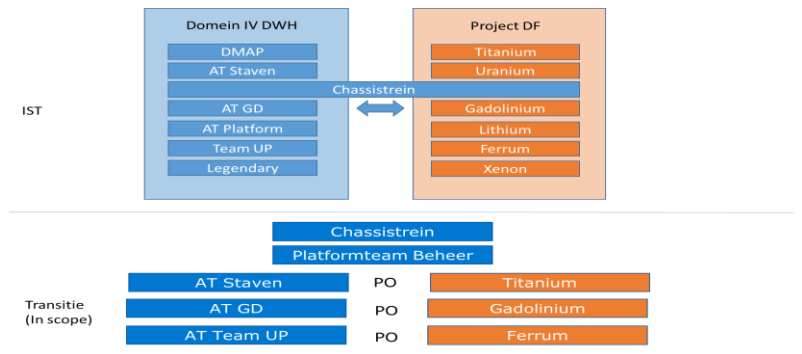 Domein IV DWH
Project DF
DMAP
Titanium
AT Staven
Uranium
Chassistrein
IST
AT GD
Gadolinium
AT Platform
Lithium
Team UP
Ferrum
Legendary
Xenon
Chassistrein
Platformteam Beheer
AT Staven PO Titanium
Transitie
(In scope)
AT GD PO Gadolinium
AT Team UP PO Ferrum